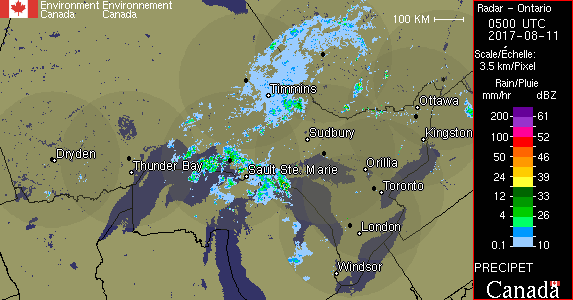 Environment Environnement
Canada Canada
100 KM
Timmins
Ottawa
Sudbury
Kingston
Dryden
Thunder Bay
Sault Ste. Marie
Orillia
Toronto
London
Windsor
Radar - Ontario
0500 UTC
2017-08-11
Scale/Échelle:
3.5 km/Pixel
Rain/Pluie
mm/hr dBZ
200 61
100 52
50 46
24 39
12 33
4 26
0.1 10
PRECIPET
Canada